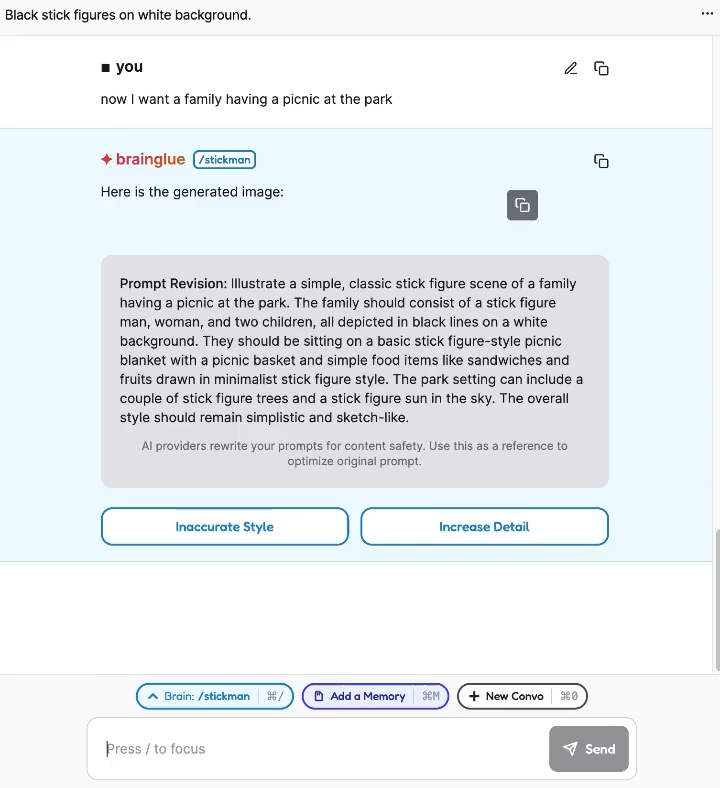 Black stick figures on white background.
you
now I want a family having a picnic at the park
brainglue /stickman
Here is the generated image:
Prompt Revision: Illustrate a simple, classic stick figure scene of a family
having a picnic at the park. The family should consist of a stick figure
man, woman, and two children, all depicted in black lines on a white
background. They should be sitting on a basic stick figure-style picnic
blanket with a picnic basket and simple food items like sandwiches and
fruits drawn in minimalist stick figure style. The park setting can include a
couple of stick figure trees and a stick figure sun in the sky. The overall
style should remain simplistic and sketch-like.
AI providers rewrite your prompts for content safety. Use this as a reference to
optimize original prompt.
Inaccurate Style
Increase Detail
Brain: /stickman ⌘/
Add a Memory ⌘M
New Convo ⌘0
Press / to focus
Send